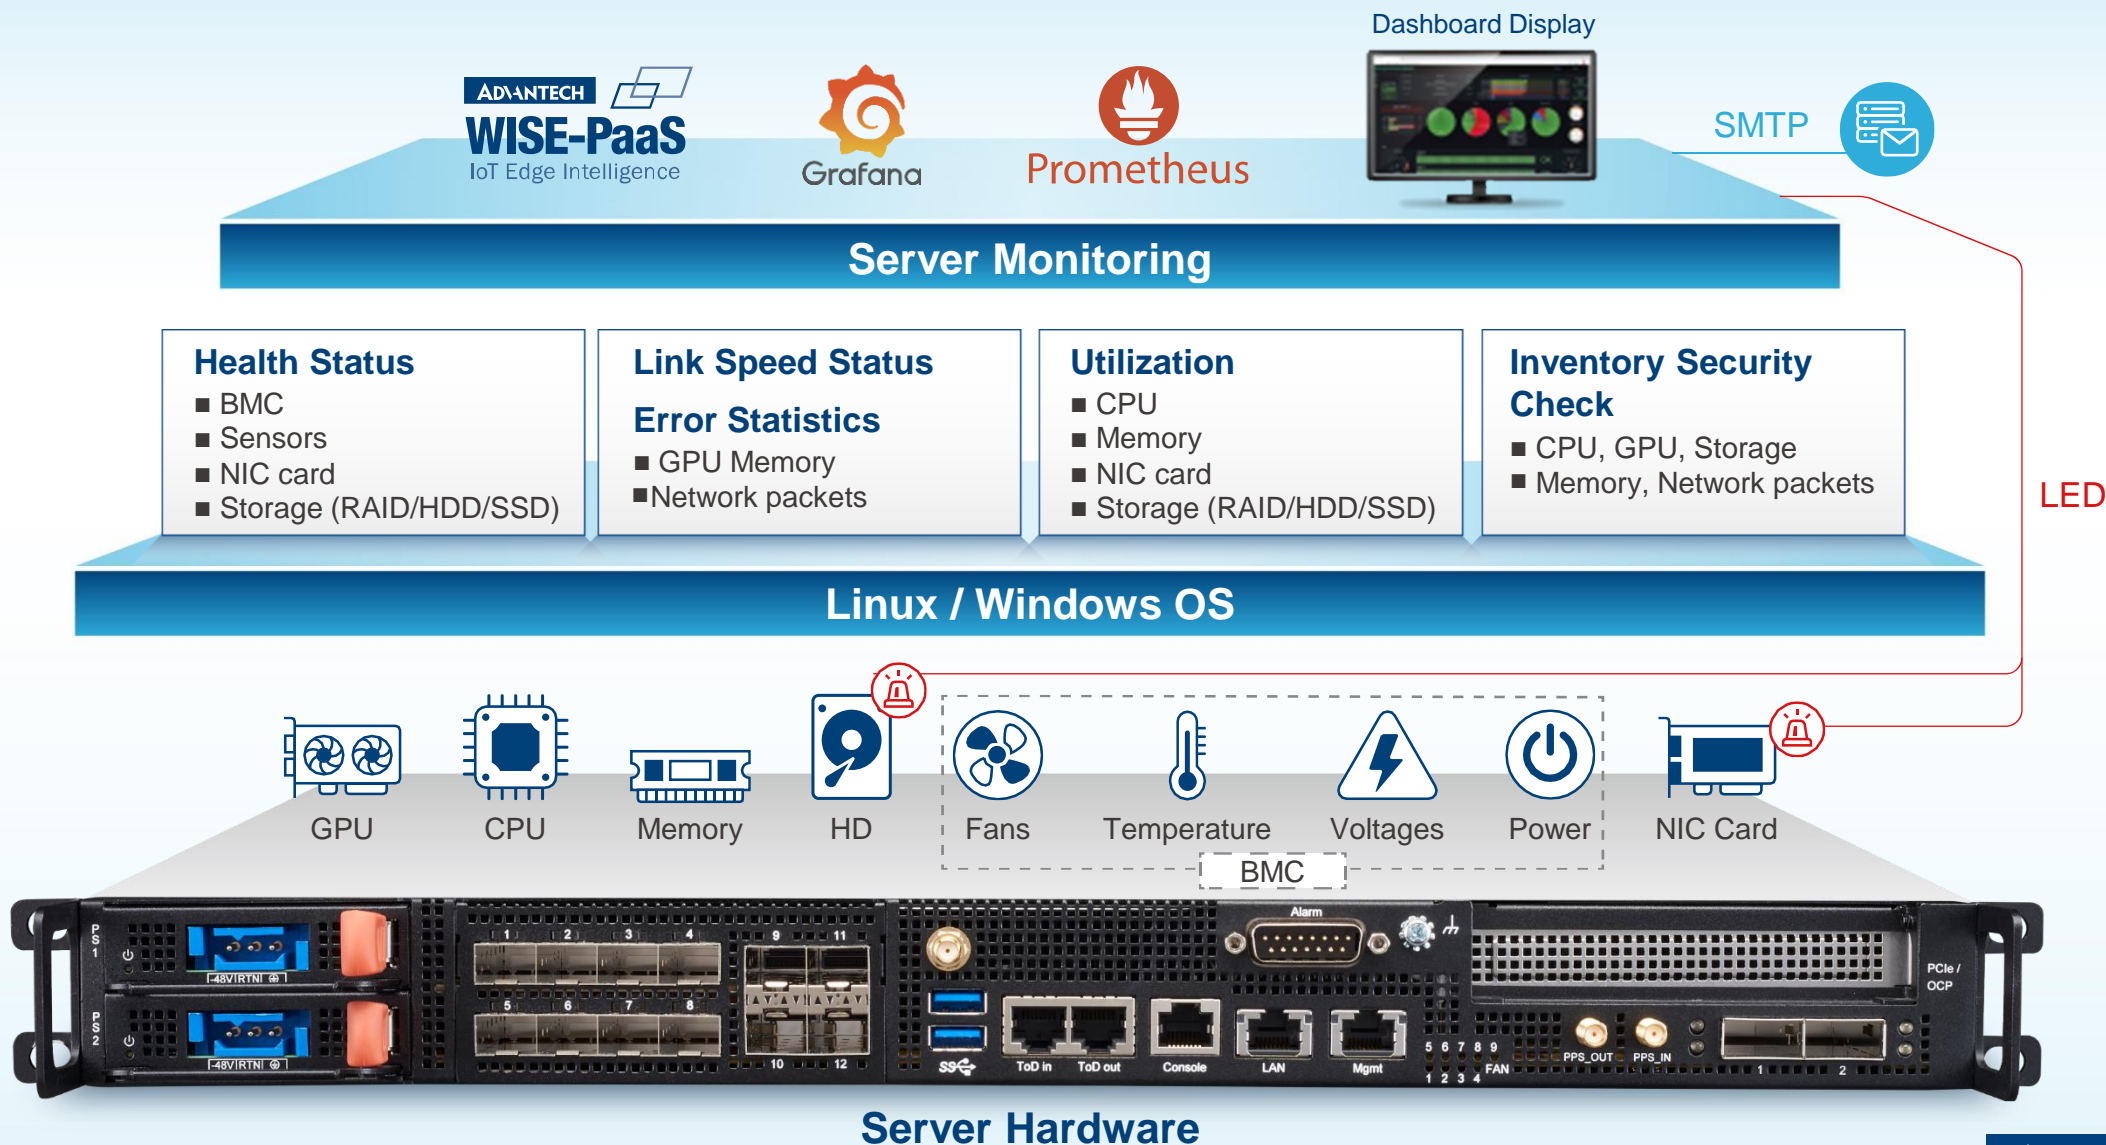 Dashboard Display
ADVANTECH
WISE-PaaS
IoT Edge Intelligence
Grafana
Prometheus
SMTP
Server Monitoring
Health Status
■ BMC
■ Sensors
■ NIC card
■ Storage (RAID/HDD/SSD)
Link Speed Status
Error Statistics
■ GPU Memory
■Network packets
Utilization
■ CPU
■ Memory
■ NIC card
■ Storage (RAID/HDD/SSD)
Inventory Security
Check
■ CPU, GPU, Storage
■ Memory, Network packets
LED
Linux / Windows OS
GPU
CPU
Memory
HD
Fans
Temperature
Voltages
Power
NIC Card
BMC
PS1
-48V RTN
PS2
-48V RTN
1 2 3 4
5 6 7 8
9 11
10 12
Alarm
SS
ToD in
ToD out
Console
LAN
Mgmt
5 6 7 8 9
FAN
1 2 3 4
PPS_OUT
PPS_IN
1 2
PCIe /
OCP
Server Hardware